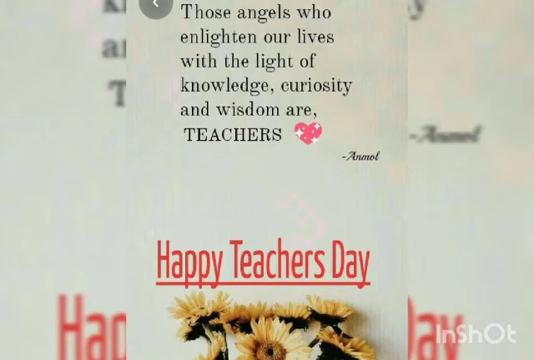 Those angels who
enlighten our lives
with the light of
knowledge, curiosity
and wisdom are,
TEACHERS
-Anmol
Happy Teachers Day
InShOt